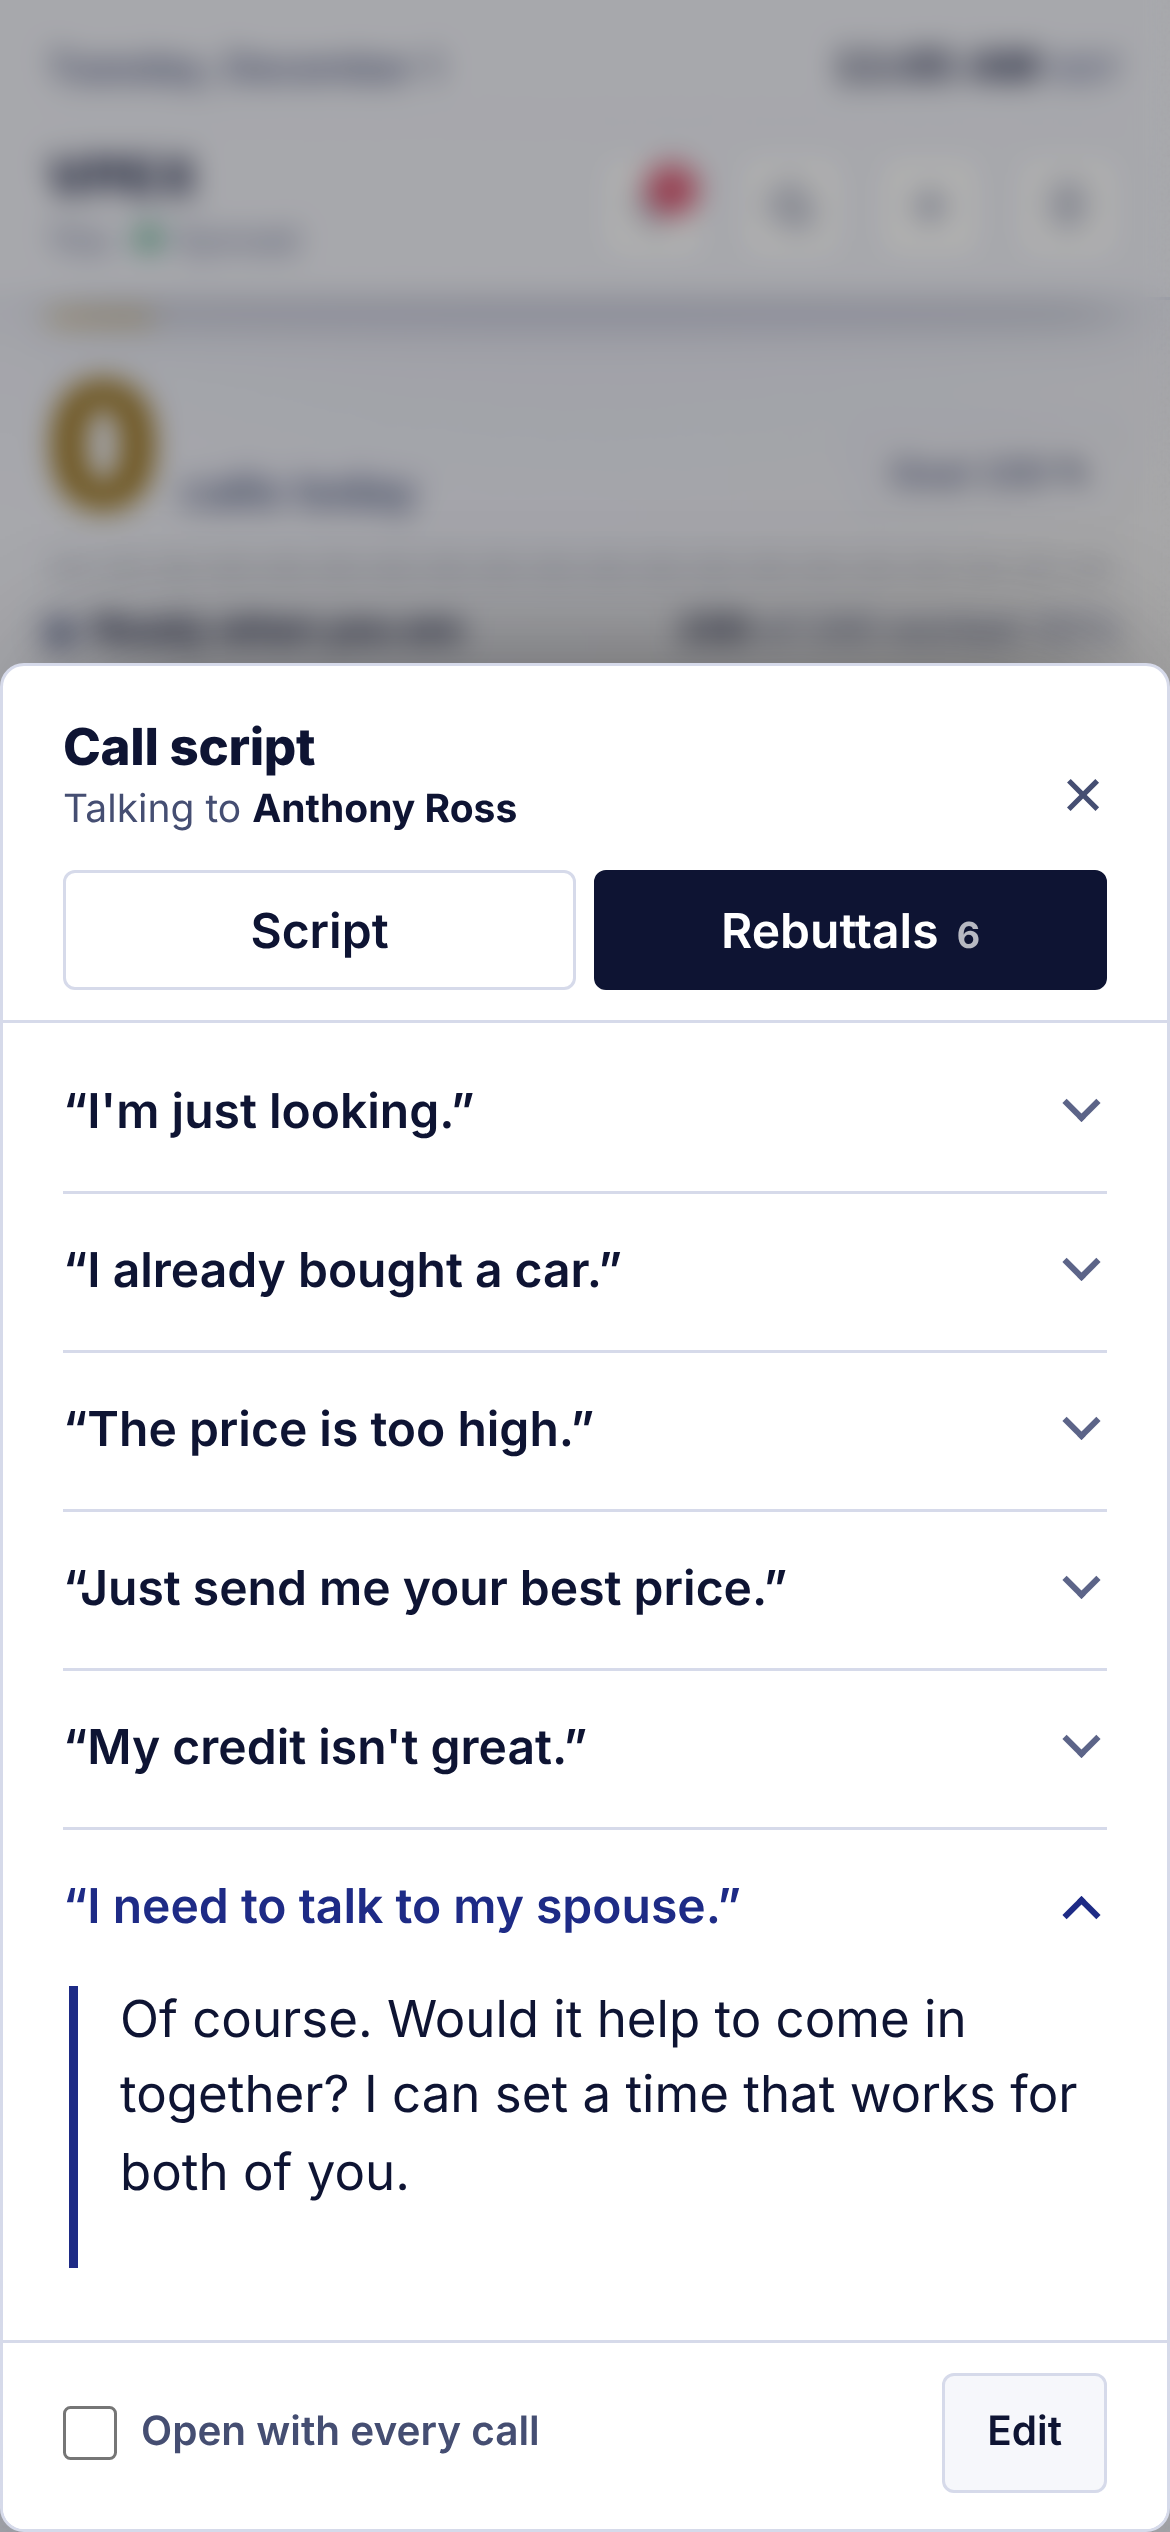 0
Call script
Talking to Anthony Ross
Script
Rebuttals 6
“I'm just looking.”
“I already bought a car.”
“The price is too high.”
“Just send me your best price.”
“My credit isn't great.”
“I need to talk to my spouse.”
Of course. Would it help to come in
together? I can set a time that works for
both of you.
Open with every call
Edit